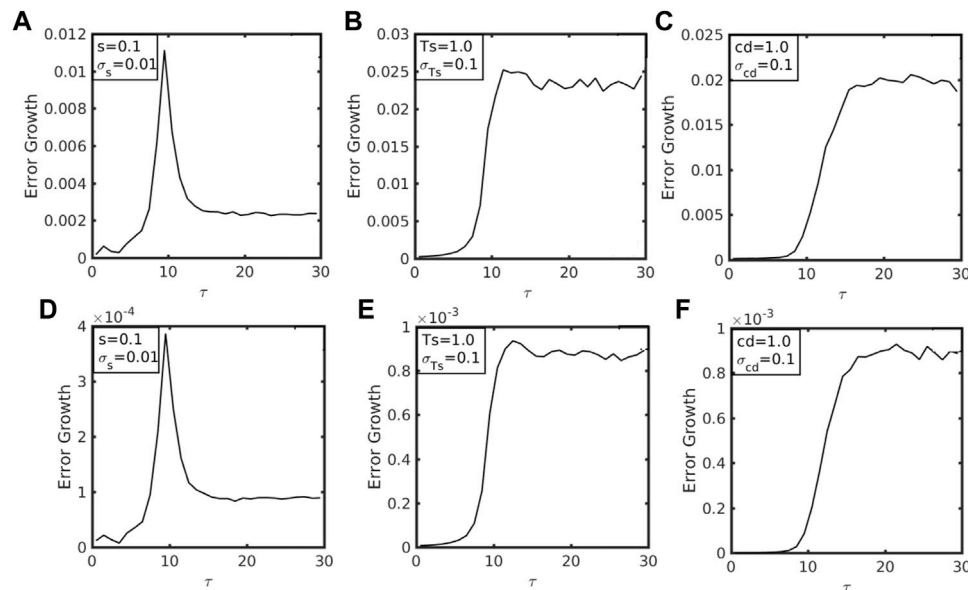 A
s=0.1
σs=0.01
Error Growth
0.012
0.01
0.008
0.006
0.004
0.002
0
0 10 20 30
τ
B
Ts=1.0
σTs=0.1
Error Growth
0.03
0.025
0.02
0.015
0.01
0.005
0
0 10 20 30
τ
C
cd=1.0
σcd=0.1
Error Growth
0.025
0.02
0.015
0.01
0.005
0
0 10 20 30
τ
D
×10-4
s=0.1
σs=0.01
Error Growth
4
3
2
1
0
0 10 20 30
τ
E
×10-3
Ts=1.0
σTs=0.1
Error Growth
1
0.8
0.6
0.4
0.2
0
0 10 20 30
τ
F
×10-3
cd=1.0
σcd=0.1
Error Growth
1
0.8
0.6
0.4
0.2
0
0 10 20 30
τ